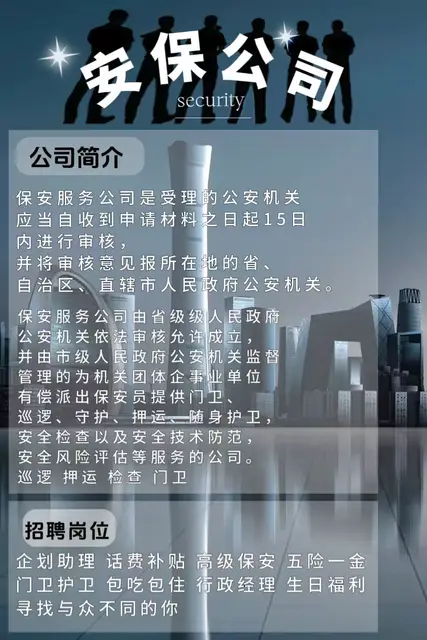 安保公司
security
公司简介
保安服务公司是受理的公安机关
应当自收到申请材料之日起15日
内进行审核，
并将审核意见报所在地的省、
自治区、直辖市人民政府公安机关。
保安服务公司由省级级人民政府
公安机关依法审核允许成立，
并由市级人民政府公安机关监督
管理的为机关团体企事业单位
有偿派出保安员提供门卫、
巡逻、守护、押运、随身护卫，
安全检查以及安全技术防范，
安全风险评估等服务的公司。
巡逻 押运 检查 门卫
招聘岗位
企划助理 话费补贴 高级保安 五险一金
门卫护卫 包吃包住 行政经理 生日福利
寻找与众不同的你